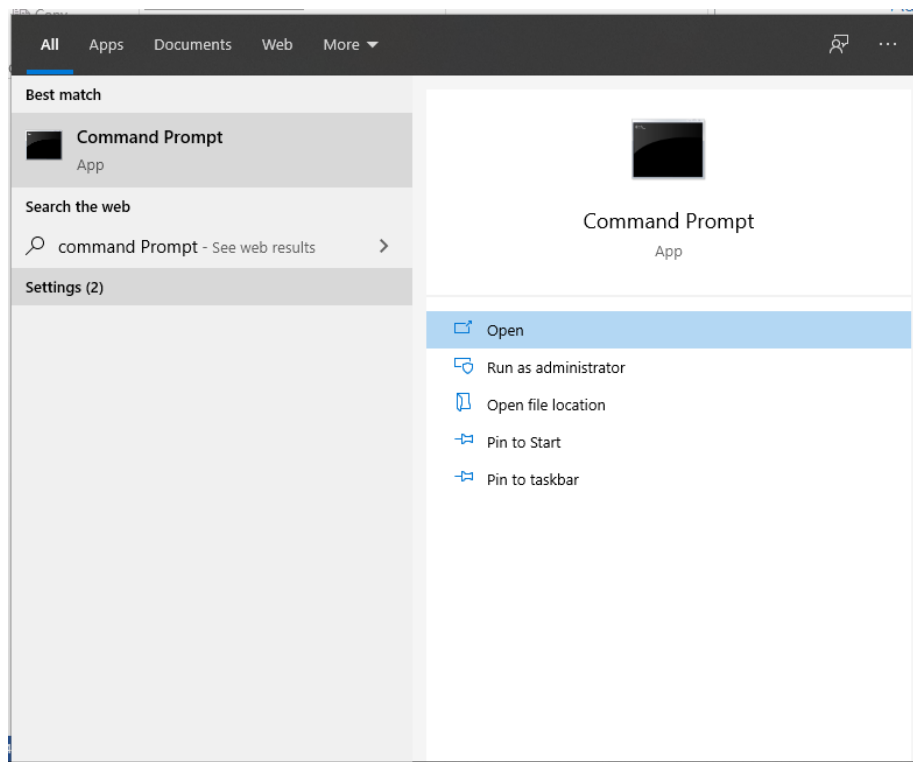 All Apps Documents Web More
Best match
Command Prompt
App
Search the web
command Prompt - See web results
Settings (2)
Command Prompt
App
Open
Run as administrator
Open file location
Pin to Start
Pin to taskbar